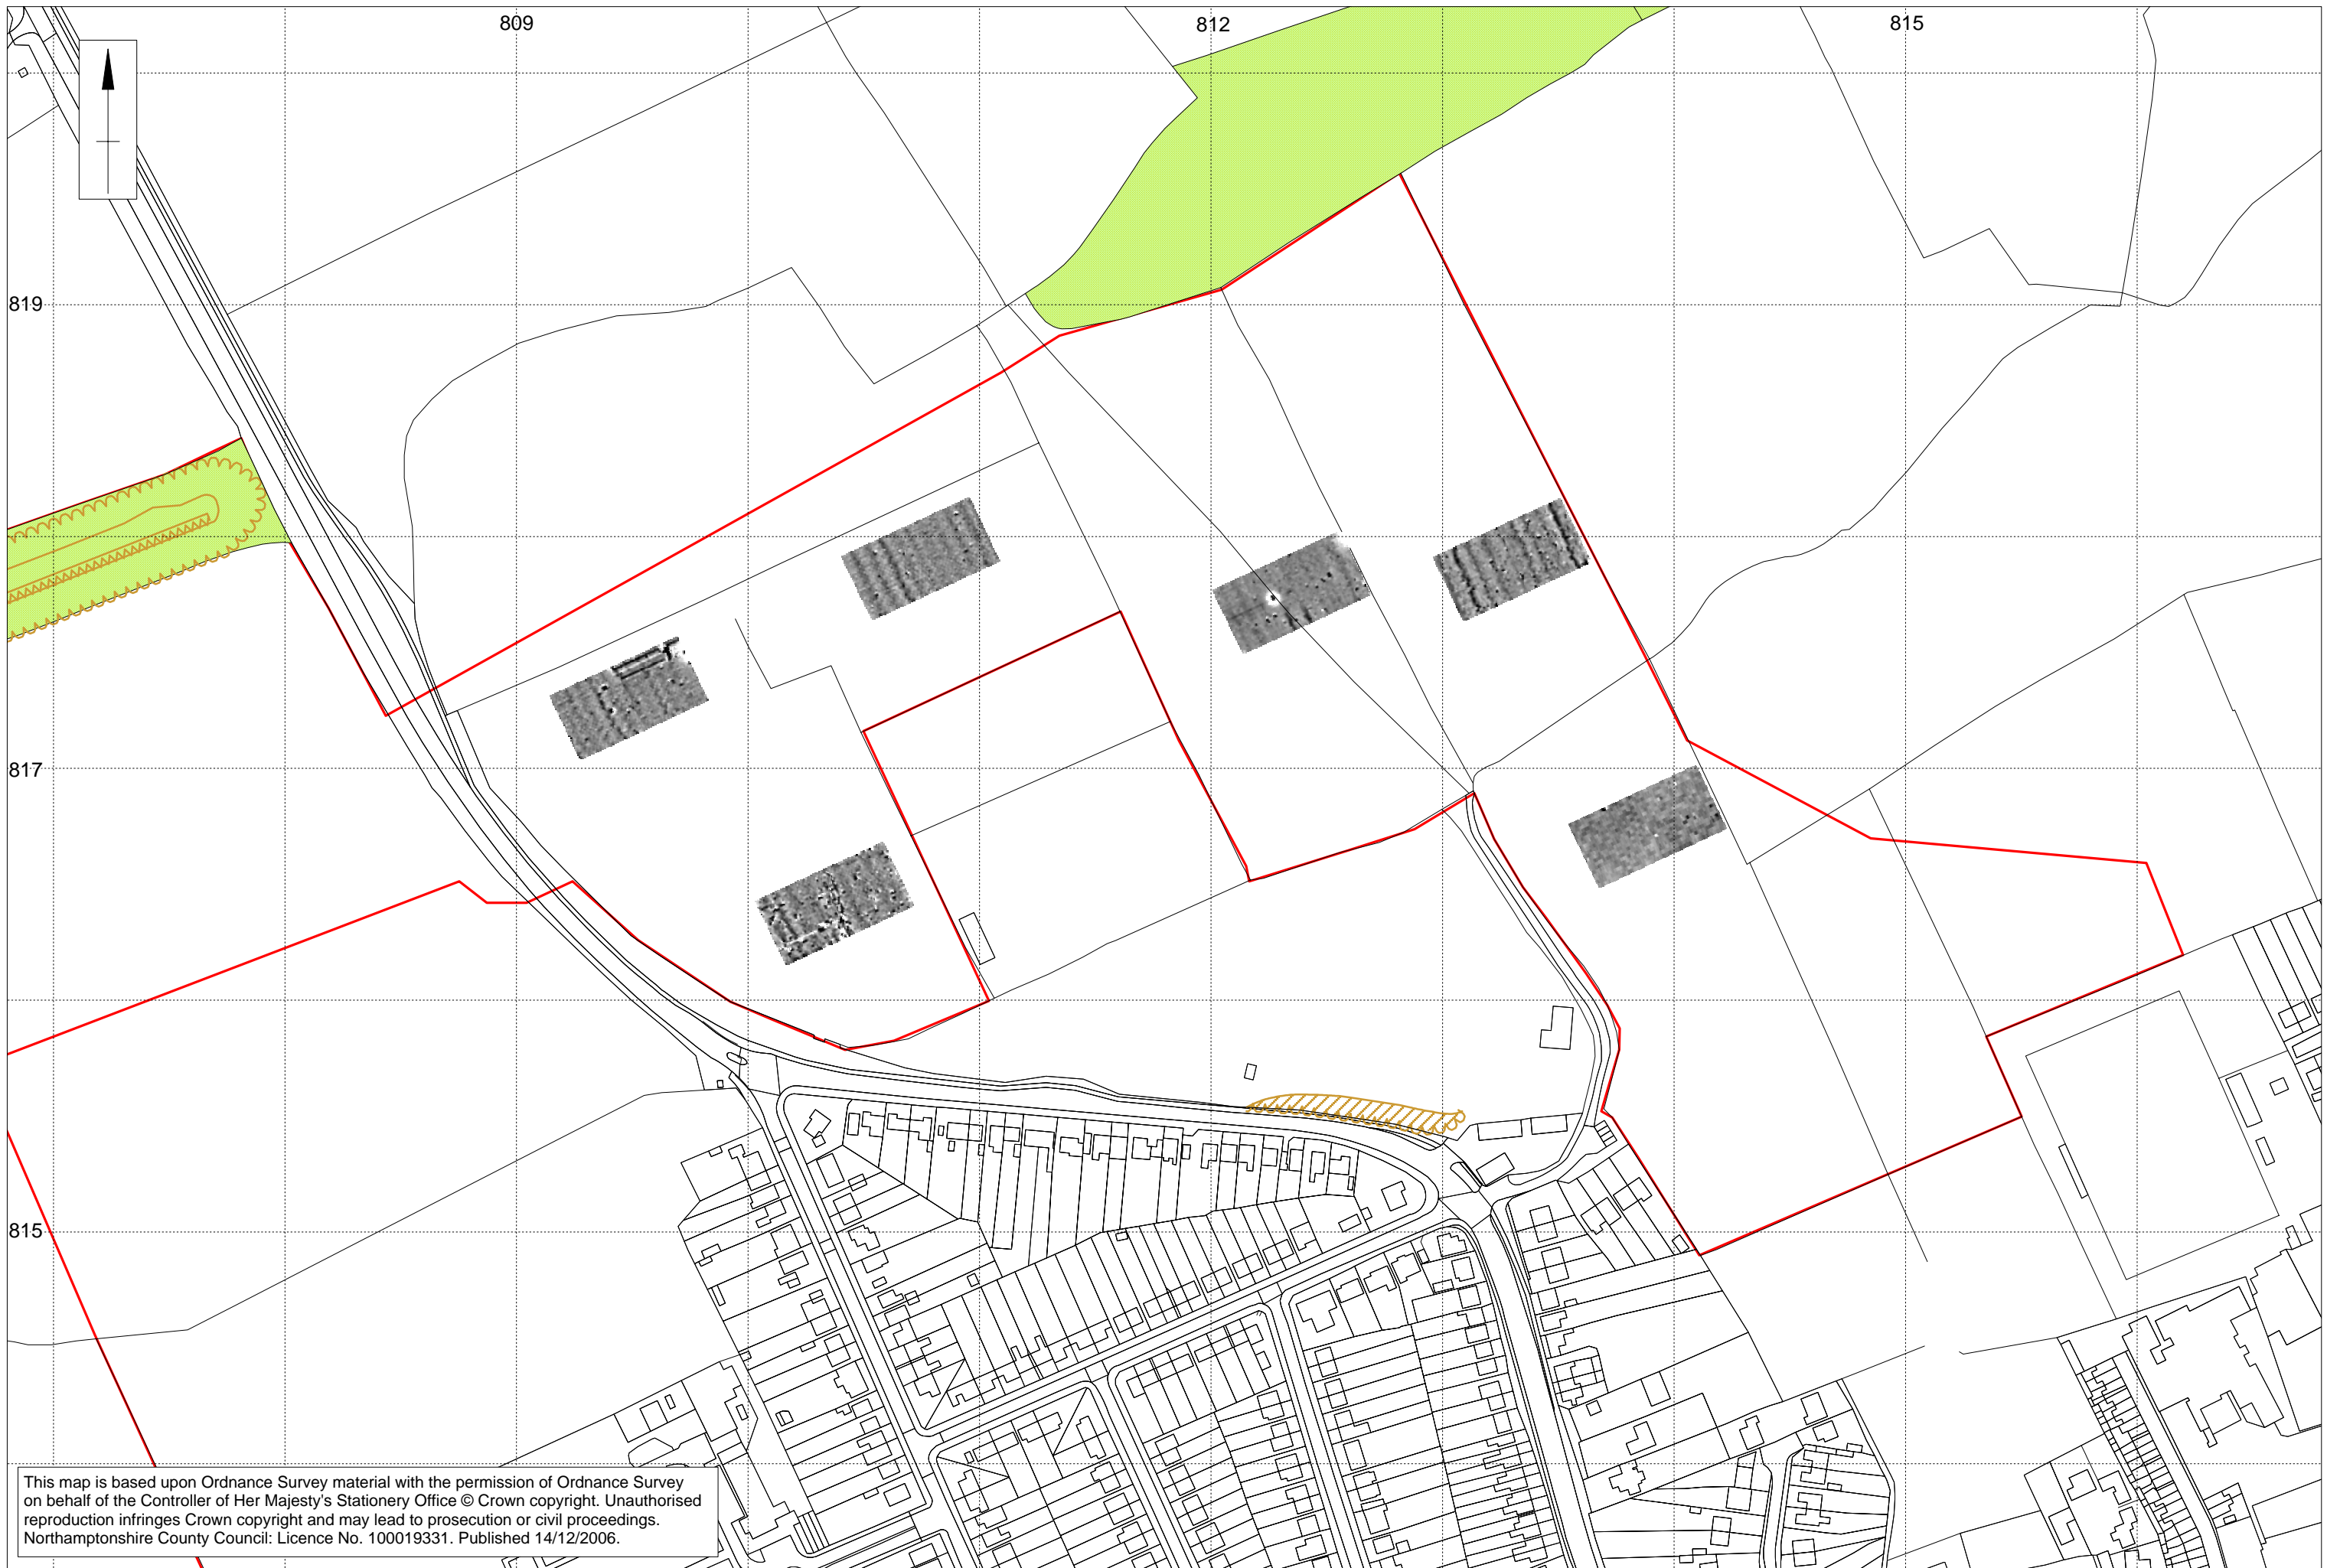 809
812
815
819
817
815
This map is based upon Ordnance Survey material with the permission of Ordnance Survey
on behalf of the Controller of Her Majesty's Stationery Office © Crown copyright. Unauthorised
reproduction infringes Crown copyright and may lead to prosecution or civil proceedings.
Northamptonshire County Council: Licence No. 100019331. Published 14/12/2006.